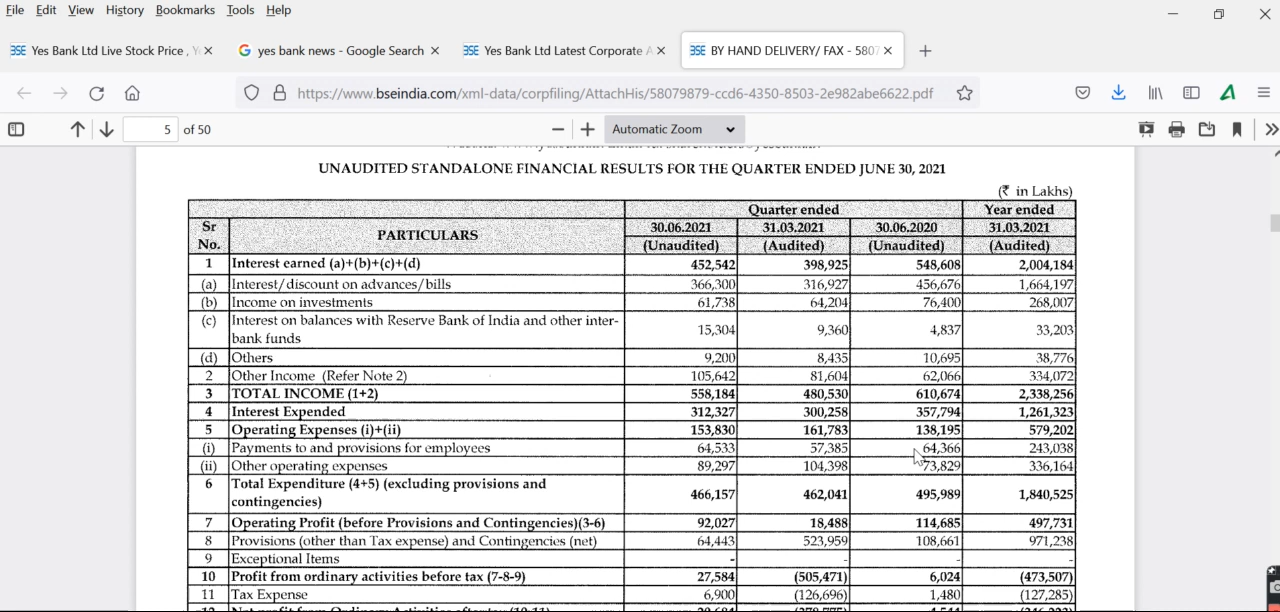 File Edit View History Bookmarks Tools Help
BSE Yes Bank Ltd Live Stock Price , Y
yes bank news - Google Search
BSE Yes Bank Ltd Latest Corporate A
BSE BY HAND DELIVERY/ FAX - 5807
https://www.bseindia.com/xml-data/corpfiling/AttachHis/58079879-ccd6-4350-8503-2e982abe6622.pdf
5 of 50 Automatic Zoom
UNAUDITED STANDALONE FINANCIAL RESULTS FOR THE QUARTER ENDED JUNE 30, 2021
(₹ in Lakhs)
Sr No. PARTICULARS Quarter ended Year ended
30.06.2021 31.03.2021 30.06.2020 31.03.2021
(Unaudited) (Audited) (Unaudited) (Audited)
1 Interest earned (a)+(b)+(c)+(d) 452,542 398,925 548,608 2,004,184
(a) Interest/discount on advances/bills 366,300 316,927 456,676 1,664,197
(b) Income on investments 61,738 64,204 76,400 268,007
(c) Interest on balances with Reserve Bank of India and other inter-
bank funds 15,304 9,360 4,837 33,203
(d) Others 9,200 8,435 10,695 38,776
2 Other Income (Refer Note 2) 105,642 81,604 62,066 334,072
3 TOTAL INCOME (1+2) 558,184 480,530 610,674 2,338,256
4 Interest Expended 312,327 300,258 357,794 1,261,323
5 Operating Expenses (i)+(ii) 153,830 161,783 138,195 579,202
(i) Payments to and provisions for employees 64,533 57,385 64,366 243,038
(ii) Other operating expenses 89,297 104,398 73,829 336,164
6 Total Expenditure (4+5) (excluding provisions and
contingencies) 466,157 462,041 495,989 1,840,525
7 Operating Profit (before Provisions and Contingencies)(3-6) 92,027 18,488 114,685 497,731
8 Provisions (other than Tax expense) and Contingencies (net) 64,443 523,959 108,661 971,238
9 Exceptional Items - - - -
10 Profit from ordinary activities before tax (7-8-9) 27,584 (505,471) 6,024 (473,507)
11 Tax Expense 6,900 (126,696) 1,480 (127,285)